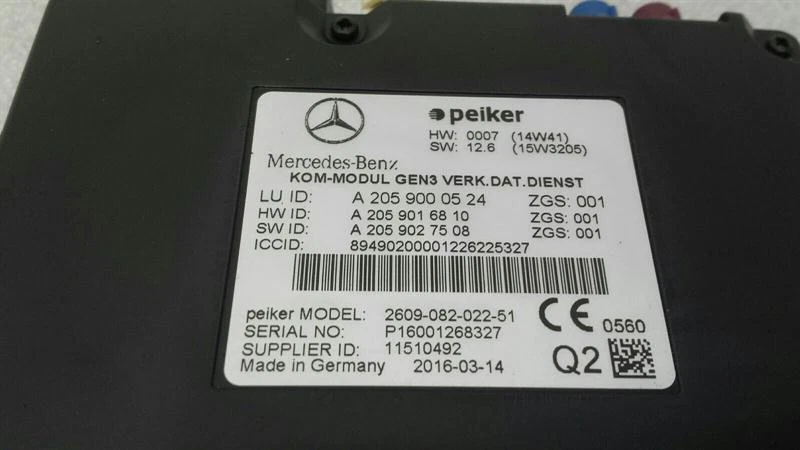 peiker
HW: 0007 (14W41)
SW: 12.6 (15W3205)
Mercedes-Benz
KOM-MODUL GEN3 VERK.DAT.DIENST
LU ID: A 205 900 05 24 ZGS: 001
HW ID: A 205 901 68 10 ZGS: 001
SW ID: A 205 902 75 08 ZGS: 001
ICCID: 89490200001226225327
peiker MODEL: 2609-082-022-51
SERIAL NO: P16001268327
SUPPLIER ID: 11510492
Made in Germany 2016-03-14
CE 0560
Q2